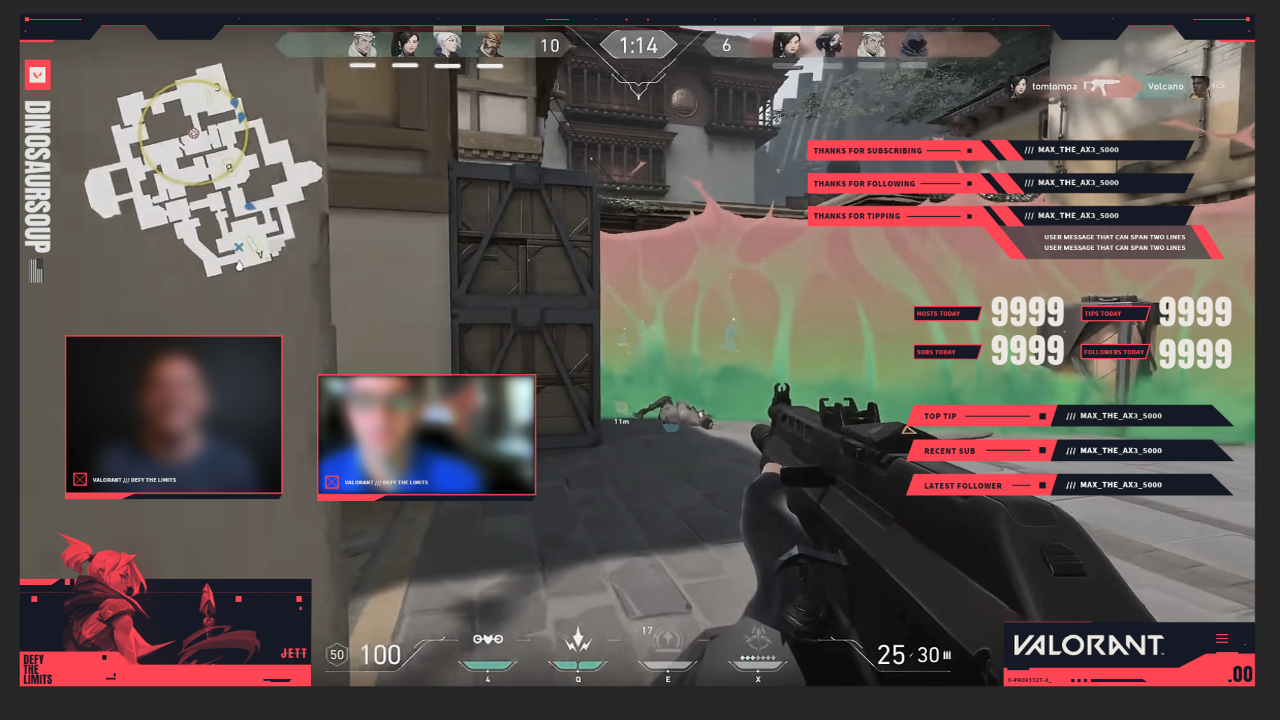 10
1:14
6
tomtompa
Volcano
DINOSAURSOUP
B
A
THANKS FOR SUBSCRIBING
/// MAX_THE_AX3_5000
THANKS FOR FOLLOWING
/// MAX_THE_AX3_5000
THANKS FOR TIPPING
/// MAX_THE_AX3_5000
USER MESSAGE THAT CAN SPAN TWO LINES
USER MESSAGE THAT CAN SPAN TWO LINES
HOSTS TODAY
9999
TIPS TODAY
9999
SUBS TODAY
9999
FOLLOWERS TODAY
9999
11m
TOP TIP
/// MAX_THE_AX3_5000
RECENT SUB
/// MAX_THE_AX3_5000
LATEST FOLLOWER
/// MAX_THE_AX3_5000
VALORANT /// DEFY THE LIMITS
VALORANT /// DEFY THE LIMITS
JETT
DEFY
THE
LIMITS
50
100
17
4
Q
E
X
25
30
VALORANT
.00